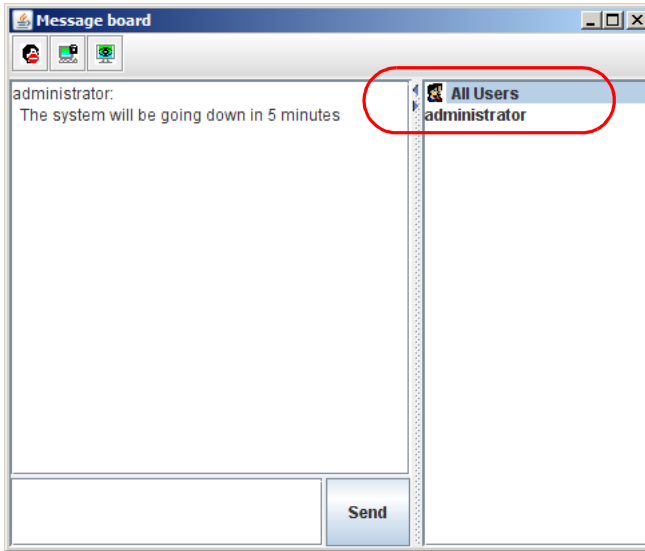 Message board
administrator:
The system will be going down in 5 minutes
All Users
administrator
Send